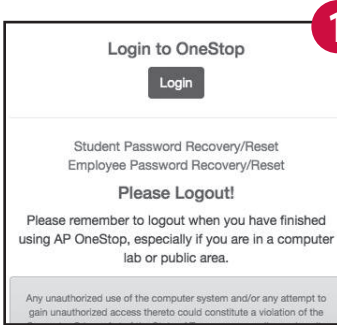 1
Login to OneStop
Login
Student Password Recovery/Reset
Employee Password Recovery/Reset
Please Logout!
Please remember to logout when you have finished
using AP OneStop, especially if you are in a computer
lab or public area.
Any unauthorized use of the computer system and/or any attempt to
gain unauthorized access thereto could constitute a violation of the